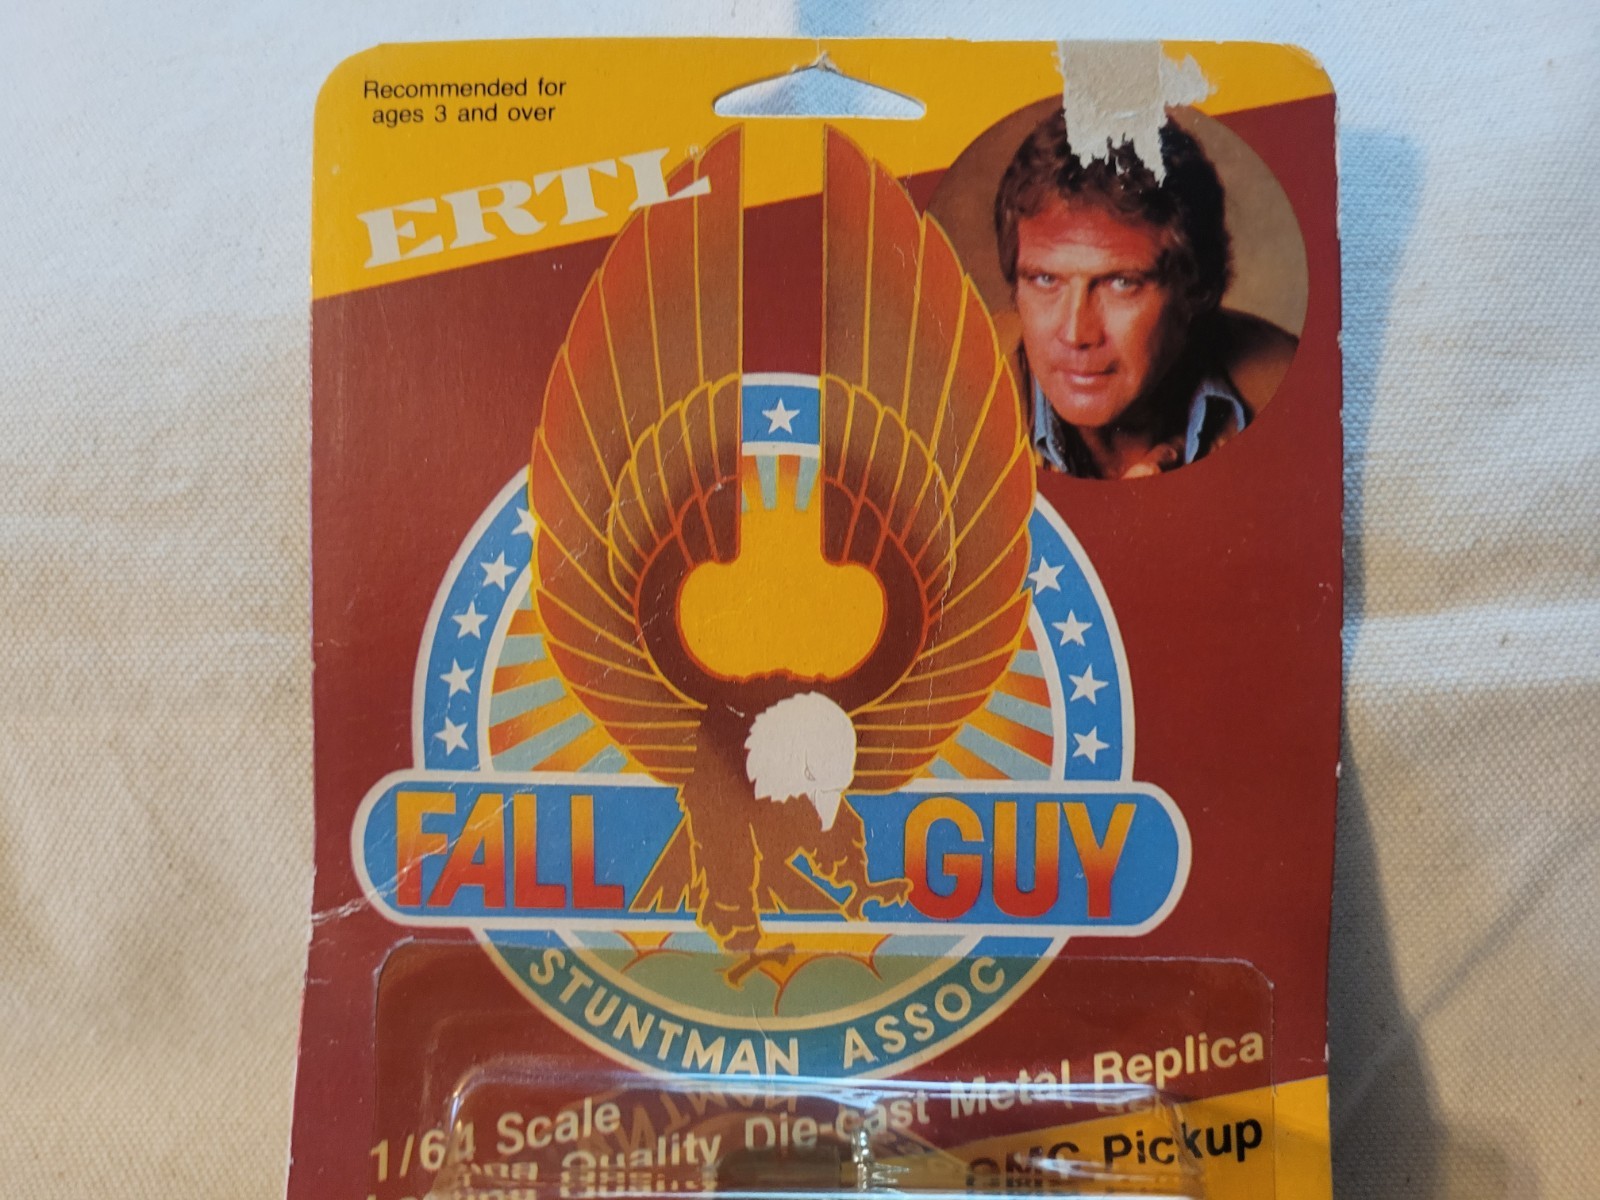 Recommended for
ages 3 and over
ERTL®
FALL GUY
STUNTMAN ASSOC
1/64 Scale
Quality Die-cast Metal Replica
GMC Pickup